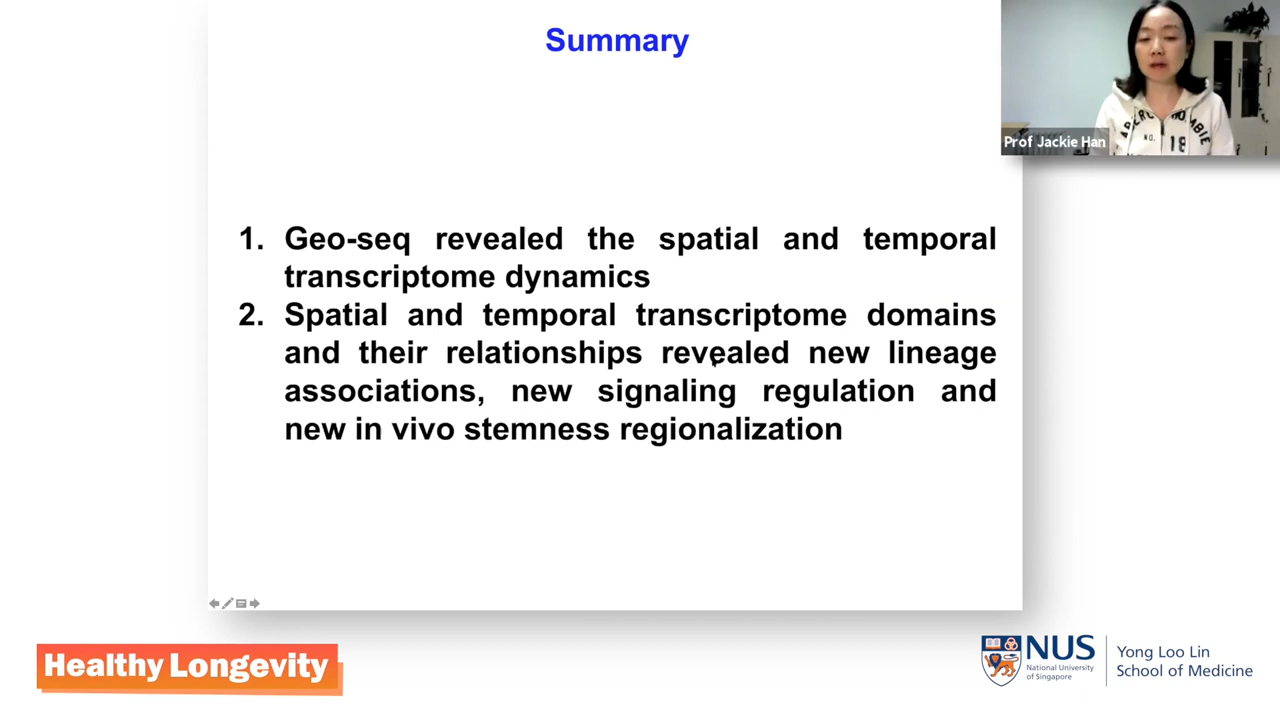 Summary
1. Geo-seq revealed the spatial and temporal
transcriptome dynamics
2. Spatial and temporal transcriptome domains
and their relationships revealed new lineage
associations, new signaling regulation and
new in vivo stemness regionalization
Prof Jackie Han
NO.
18
Healthy Longevity
NUS
National University
of Singapore
Yong Loo Lin
School of Medicine